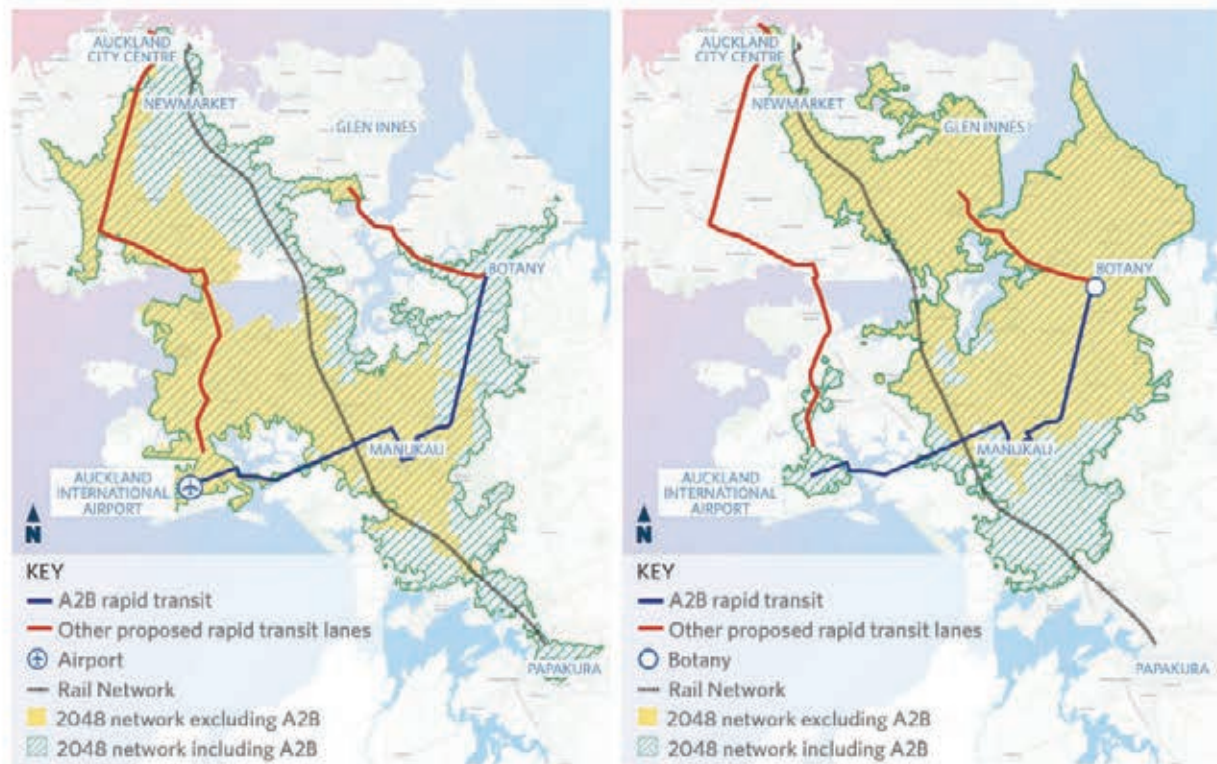 AUCKLAND
CITY CENTRE
NEWMARKET
GLEN INNES
BOTANY
MANUKAU
AUCKLAND
INTERNATIONAL
AIRPORT
N
KEY
A2B rapid transit
Other proposed rapid transit lanes
Airport
Rail Network
2048 network excluding A2B
2048 network including A2B
PAPAKURA
AUCKLAND
CITY CENTRE
NEWMARKET
GLEN INNES
BOTANY
MANUKAU
AUCKLAND
INTERNATIONAL
AIRPORT
N
KEY
A2B rapid transit
Other proposed rapid transit lanes
Botany
Rail Network
2048 network excluding A2B
2048 network including A2B
PAPAKURA